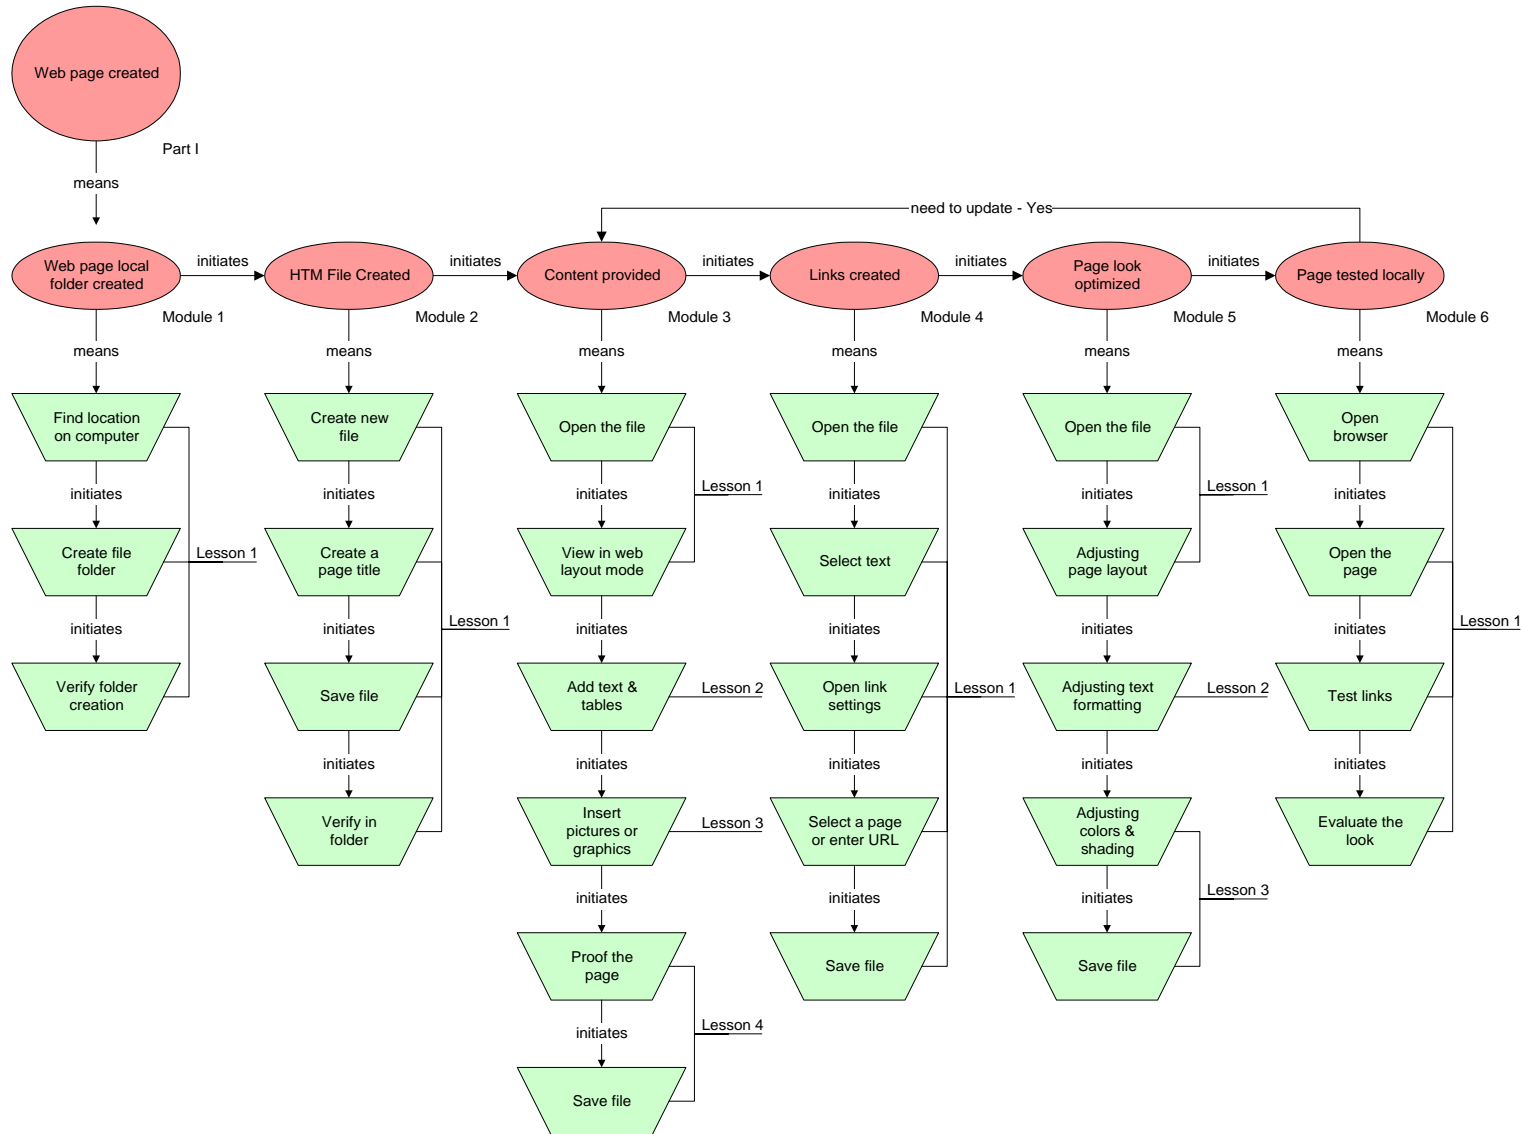 Web page created
Part I
means
need to update - Yes
Web page local
folder created
initiates
HTM File Created
initiates
Content provided
initiates
Links created
initiates
Page look
optimized
initiates
Page tested locally
Module 1
Module 2
Module 3
Module 4
Module 5
Module 6
means
means
means
means
means
means
Find location
on computer
initiates
Create file
folder
initiates
Verify folder
creation
Lesson 1
Create new
file
initiates
Create a
page title
initiates
Save file
initiates
Verify in
folder
Lesson 1
Open the file
initiates
View in web
layout mode
Lesson 1
initiates
Add text &
tables
Lesson 2
initiates
Insert
pictures or
graphics
Lesson 3
initiates
Proof the
page
initiates
Save file
Lesson 4
Open the file
initiates
Select text
initiates
Open link
settings
initiates
Select a page
or enter URL
initiates
Save file
Lesson 1
Open the file
initiates
Adjusting
page layout
Lesson 1
initiates
Adjusting text
formatting
Lesson 2
initiates
Adjusting
colors &
shading
initiates
Save file
Lesson 3
Open
browser
initiates
Open the
page
initiates
Test links
initiates
Evaluate the
look
Lesson 1